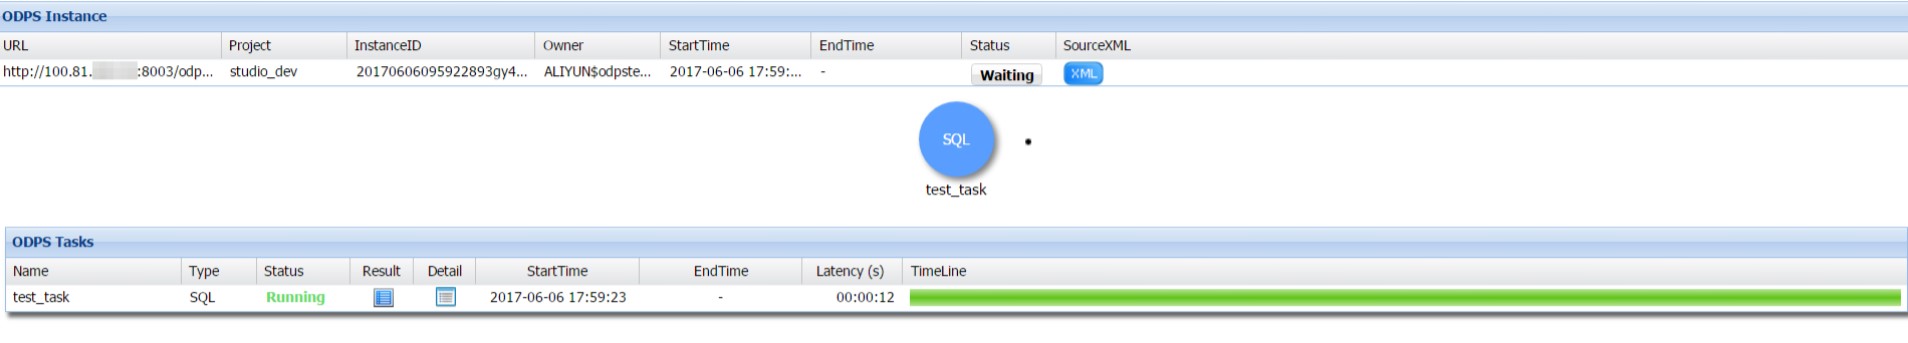 ODPS Instance
URL Project InstanceID Owner StartTime EndTime Status SourceXML
http://100.81. :8003/odp... studio_dev 20170606095922893gy4... ALIYUN$odpste... 2017-06-06 17:59:... - Waiting XML
SQL
test_task
ODPS Tasks
Name Type Status Result Detail StartTime EndTime Latency (s) TimeLine
test_task SQL Running 2017-06-06 17:59:23 - 00:00:12